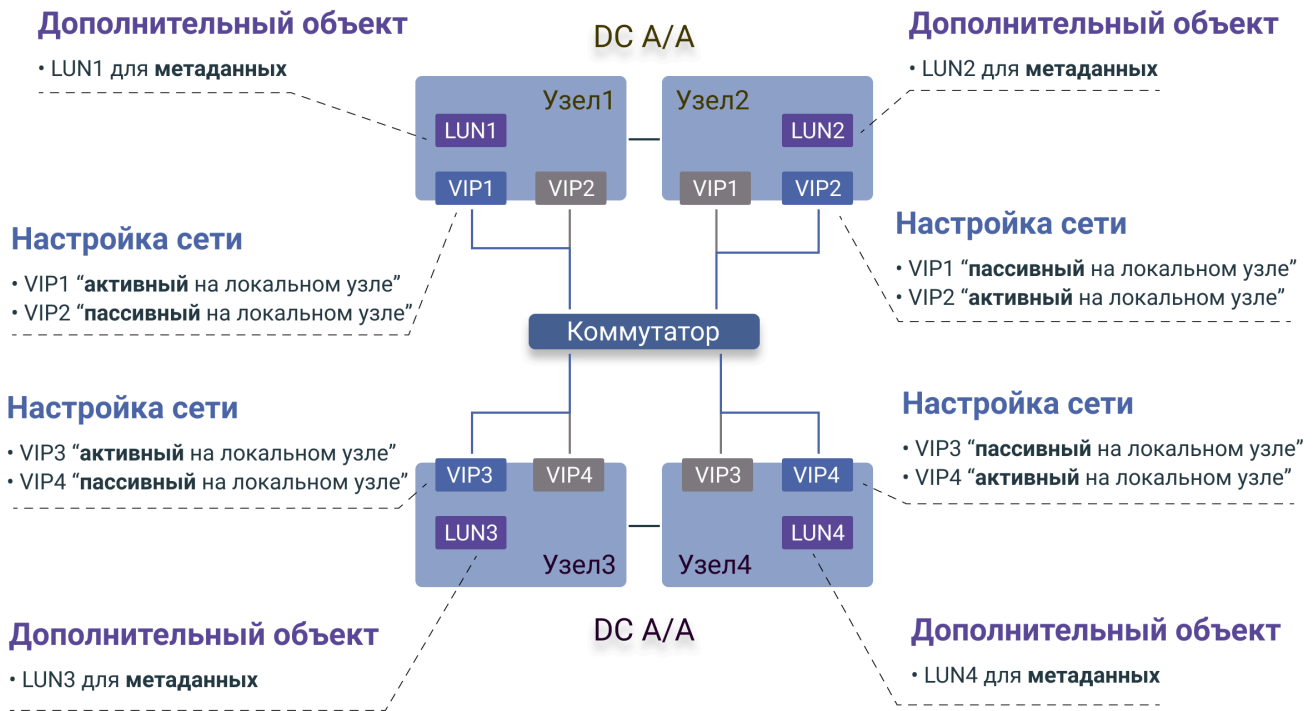 Дополнительный объект
• LUN1 для метаданных
DC A/A
Дополнительный объект
• LUN2 для метаданных
Узел1
LUN1
VIP1
VIP2
Узел2
LUN2
VIP1
VIP2
Настройка сети
• VIP1 “активный на локальном узле”
• VIP2 “пассивный на локальном узле”
Настройка сети
• VIP1 “пассивный на локальном узле”
• VIP2 “активный на локальном узле”
Коммутатор
Настройка сети
• VIP3 “активный на локальном узле”
• VIP4 “пассивный на локальном узле”
Настройка сети
• VIP3 “пассивный на локальном узле”
• VIP4 “активный на локальном узле”
VIP3
VIP4
LUN3
Узел3
VIP3
VIP4
LUN4
Узел4
DC A/A
Дополнительный объект
• LUN3 для метаданных
Дополнительный объект
• LUN4 для метаданных